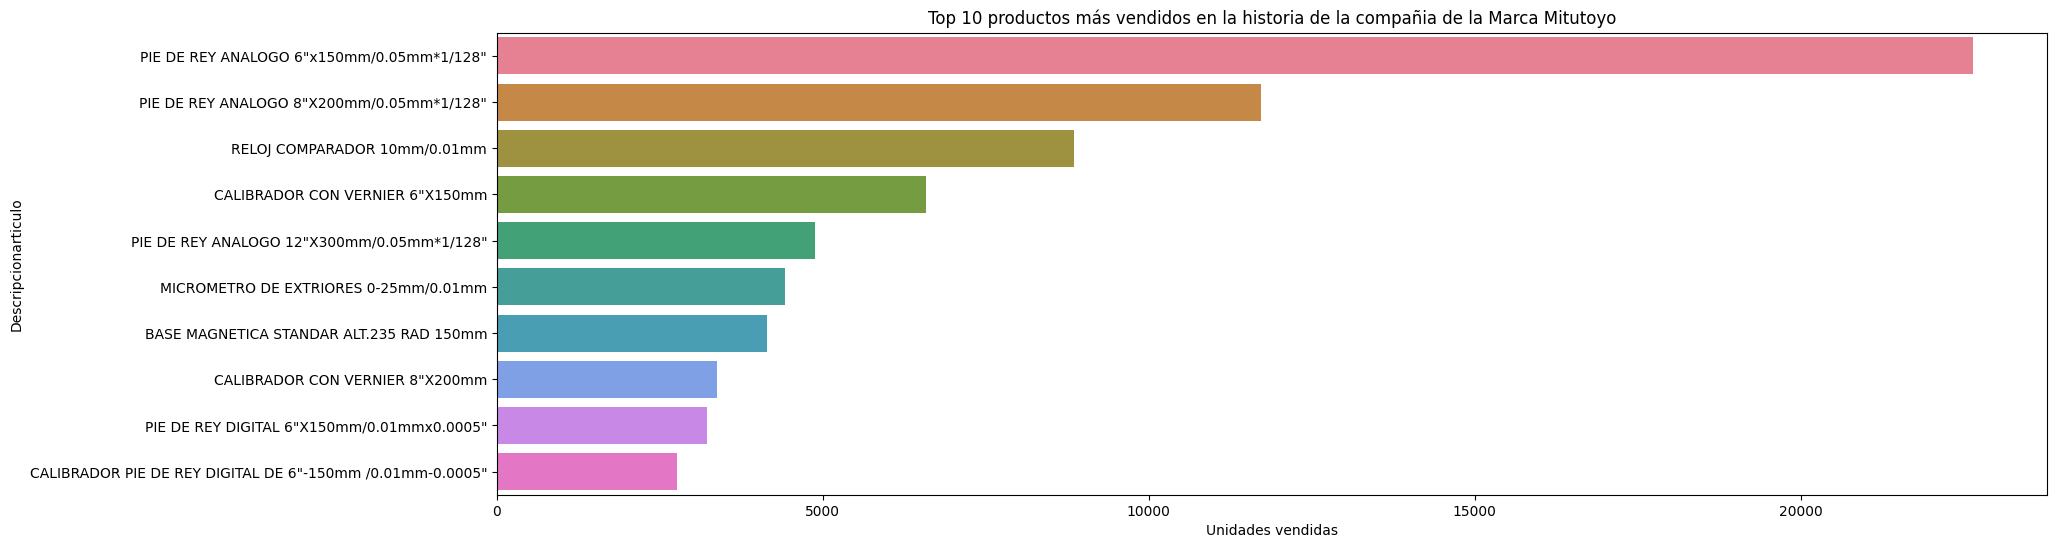 Top 10 productos más vendidos en la historia de la compañia de la Marca Mitutoyo
Descripcionarticulo
PIE DE REY ANALOGO 6"x150mm/0.05mm*1/128"
PIE DE REY ANALOGO 8"X200mm/0.05mm*1/128"
RELOJ COMPARADOR 10mm/0.01mm
CALIBRADOR CON VERNIER 6"X150mm
PIE DE REY ANALOGO 12"X300mm/0.05mm*1/128"
MICROMETRO DE EXTRIORES 0-25mm/0.01mm
BASE MAGNETICA STANDAR ALT.235 RAD 150mm
CALIBRADOR CON VERNIER 8"X200mm
PIE DE REY DIGITAL 6"X150mm/0.01mmx0.0005"
CALIBRADOR PIE DE REY DIGITAL DE 6"-150mm /0.01mm-0.0005"
0 5000 10000 15000 20000
Unidades vendidas